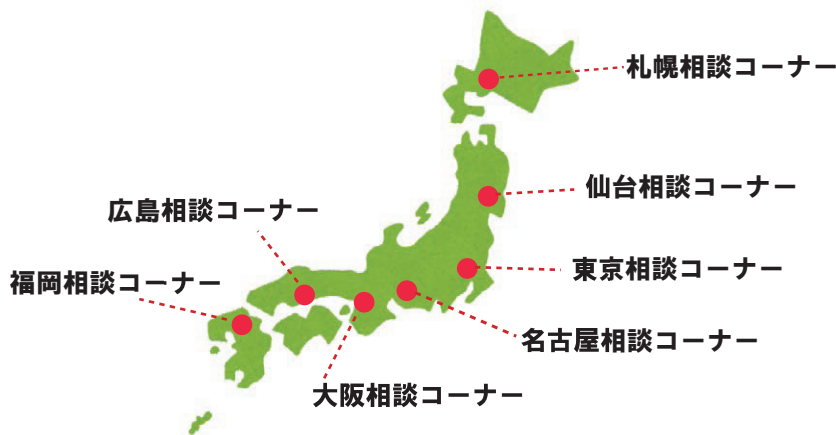 札幌相談コーナー
仙台相談コーナー
広島相談コーナー
東京相談コーナー
福岡相談コーナー
名古屋相談コーナー
大阪相談コーナー